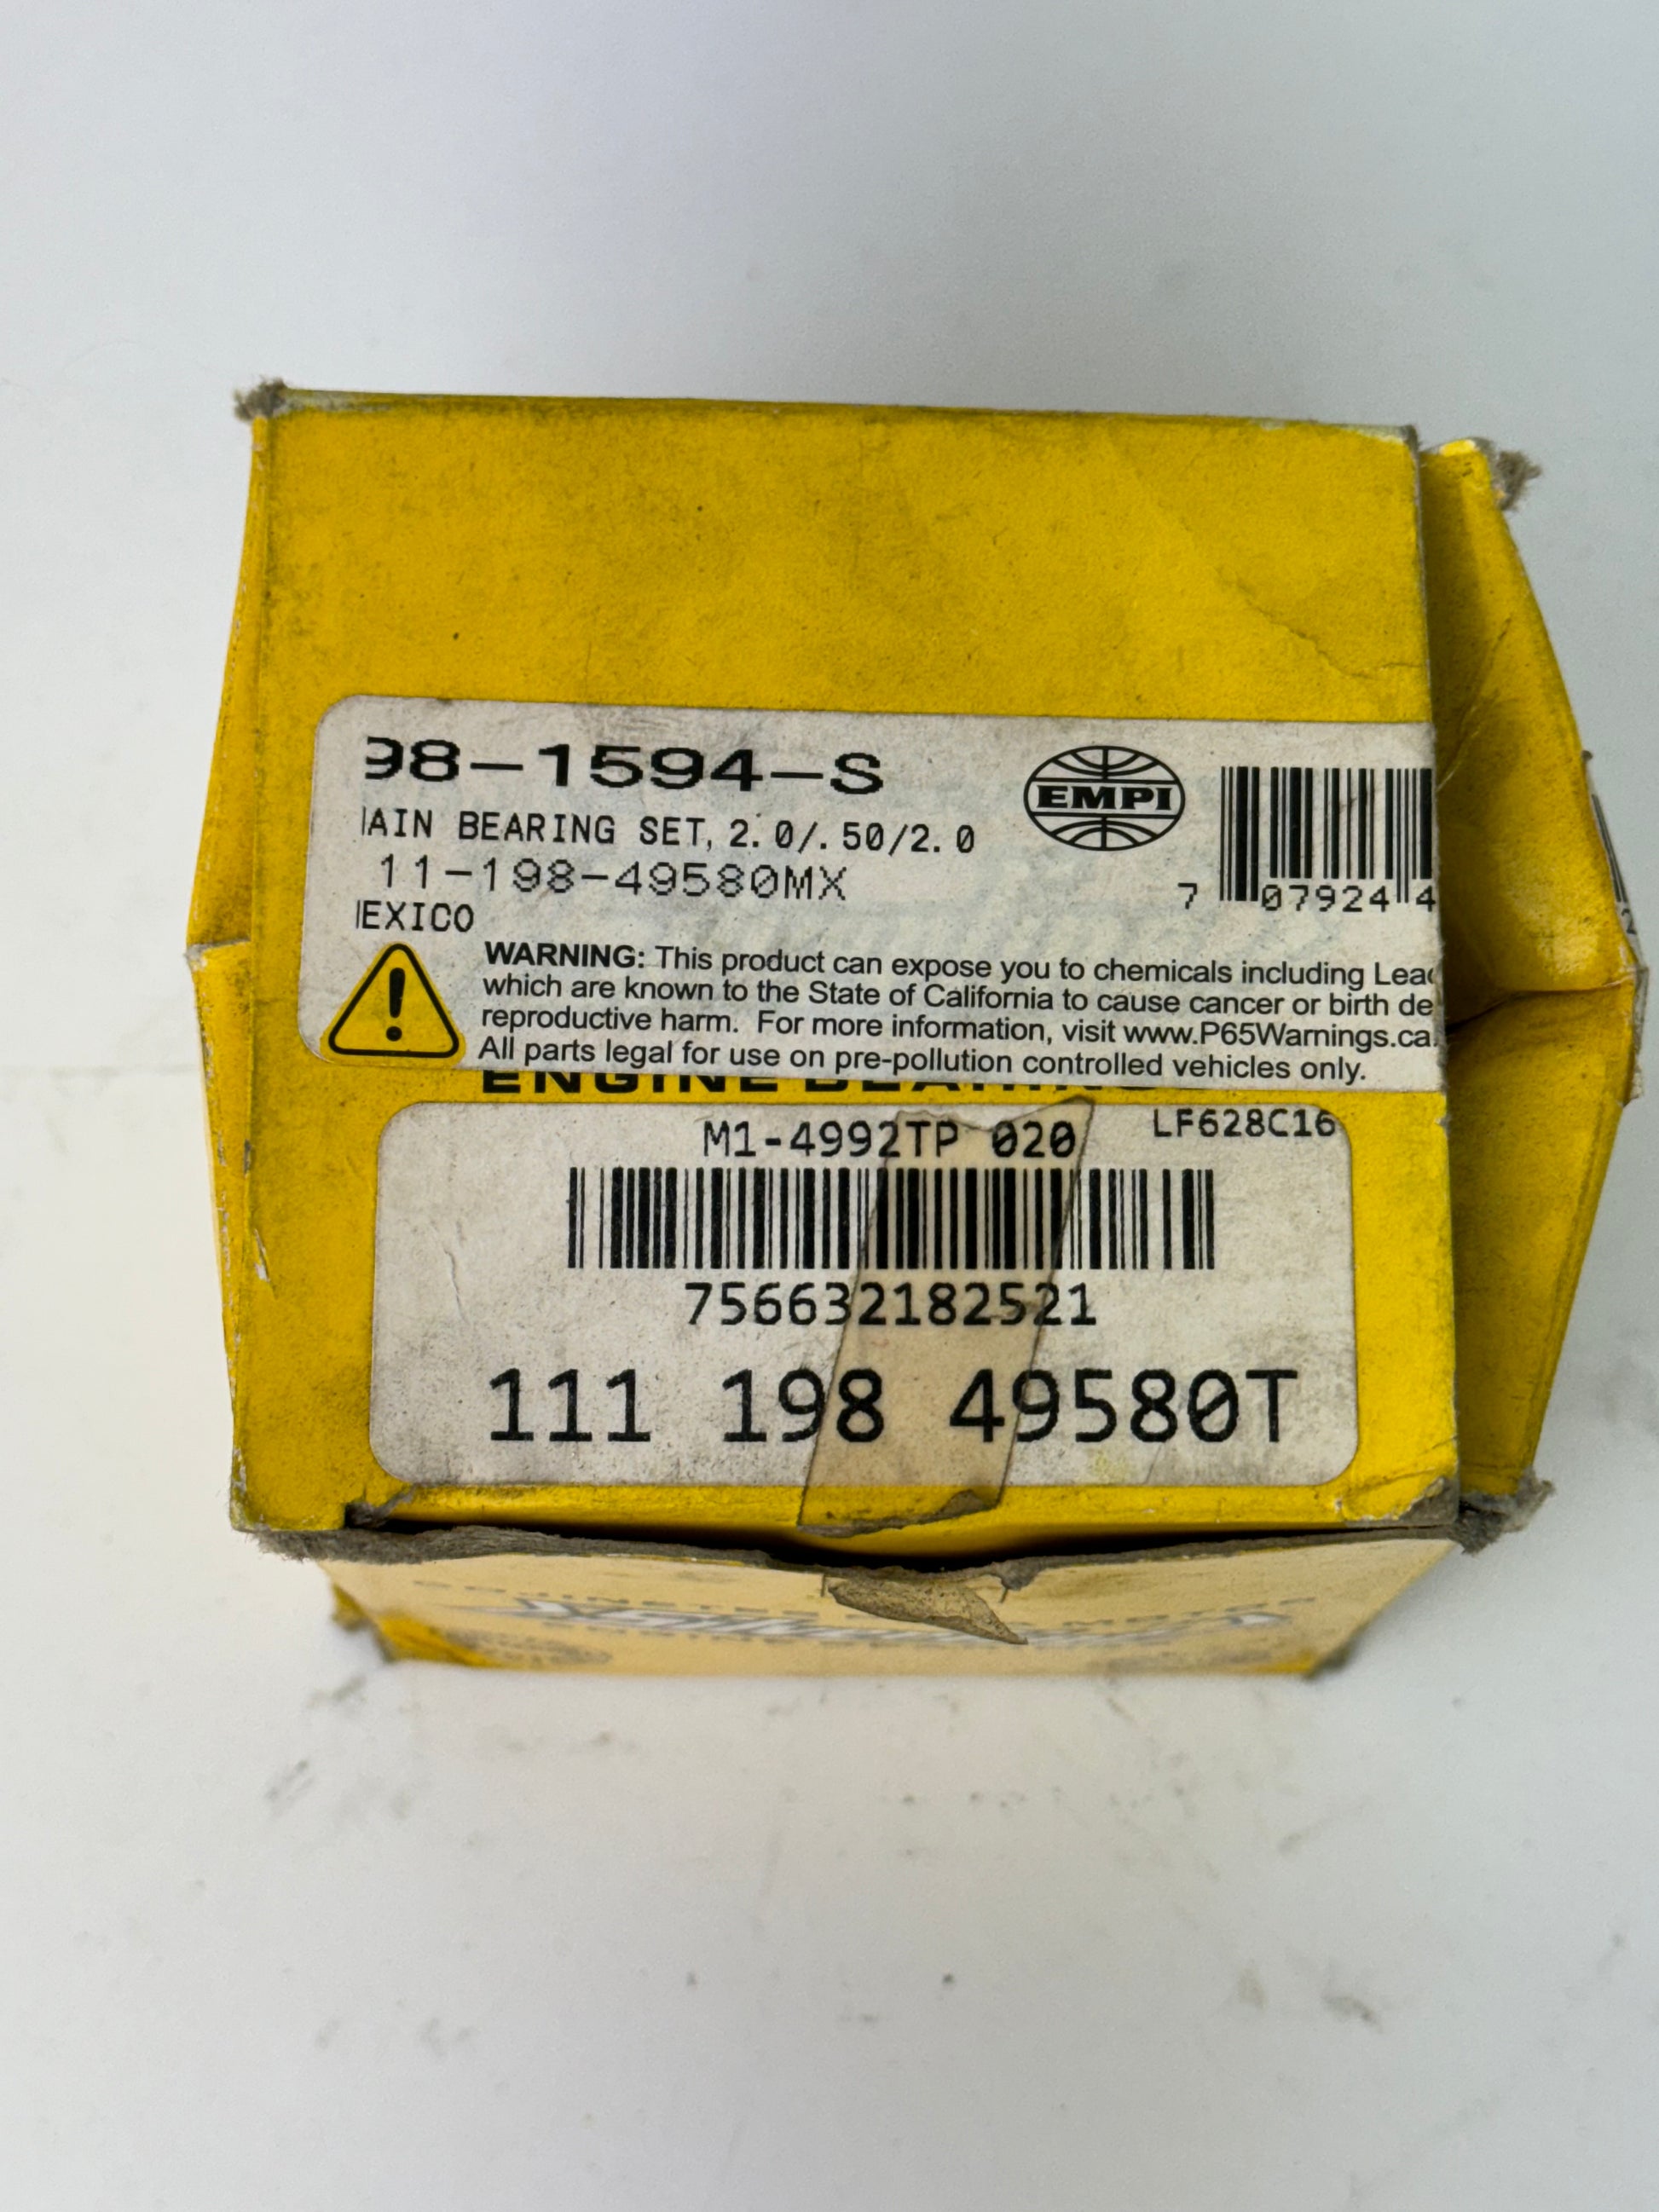 98-1594-S
EMPI
AIN BEARING SET, 2.0/.50/2.0
11-198-49580MX
7 07924 4
EXICO
WARNING: This product can expose you to chemicals including Lea
which are known to the State of California to cause cancer or birth de
reproductive harm. For more information, visit www.P65Warnings.ca.
All parts legal for use on pre-pollution controlled vehicles only.
ENGINE BEARING
M1-4992TP 020
LF628C16
756632182521
111 198 49580T